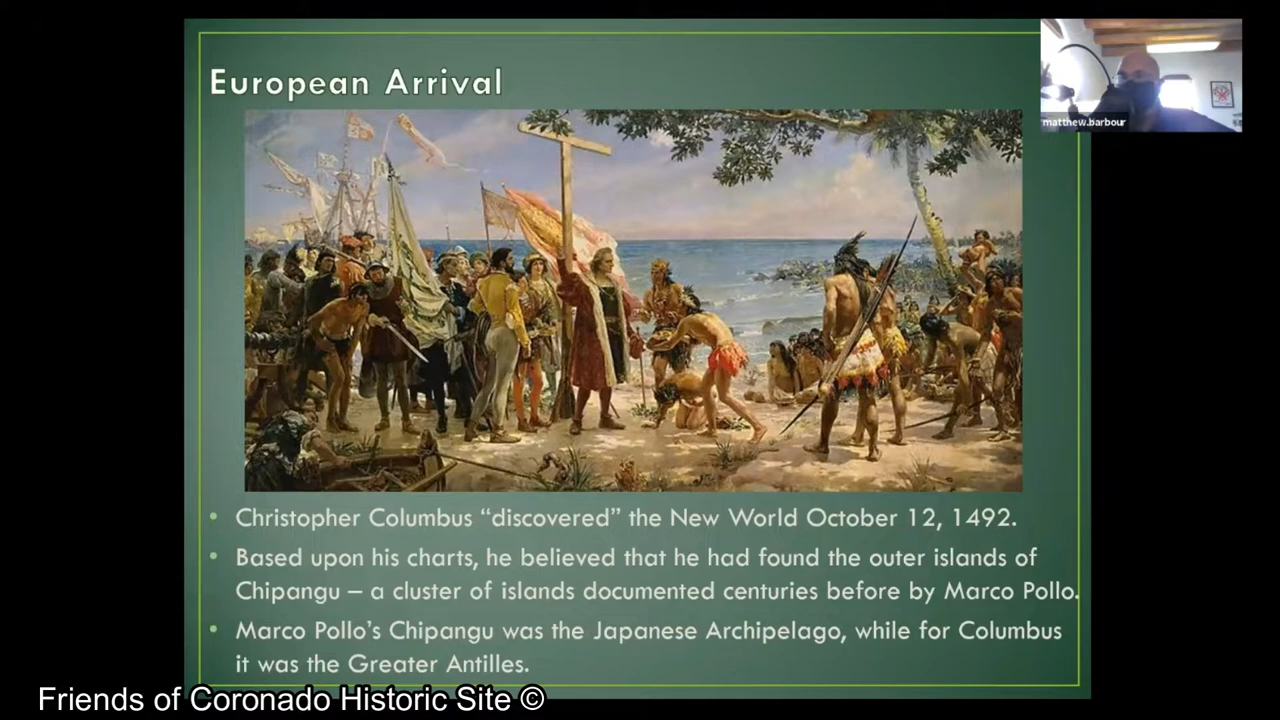 European Arrival
matthew.barbour
• Christopher Columbus “discovered” the New World October 12, 1492.
• Based upon his charts, he believed that he had found the outer islands of
Chipangu – a cluster of islands documented centuries before by Marco Pollo.
• Marco Pollo’s Chipangu was the Japanese Archipelago, while for Columbus
it was the Greater Antilles.
Friends of Coronado Historic Site ©